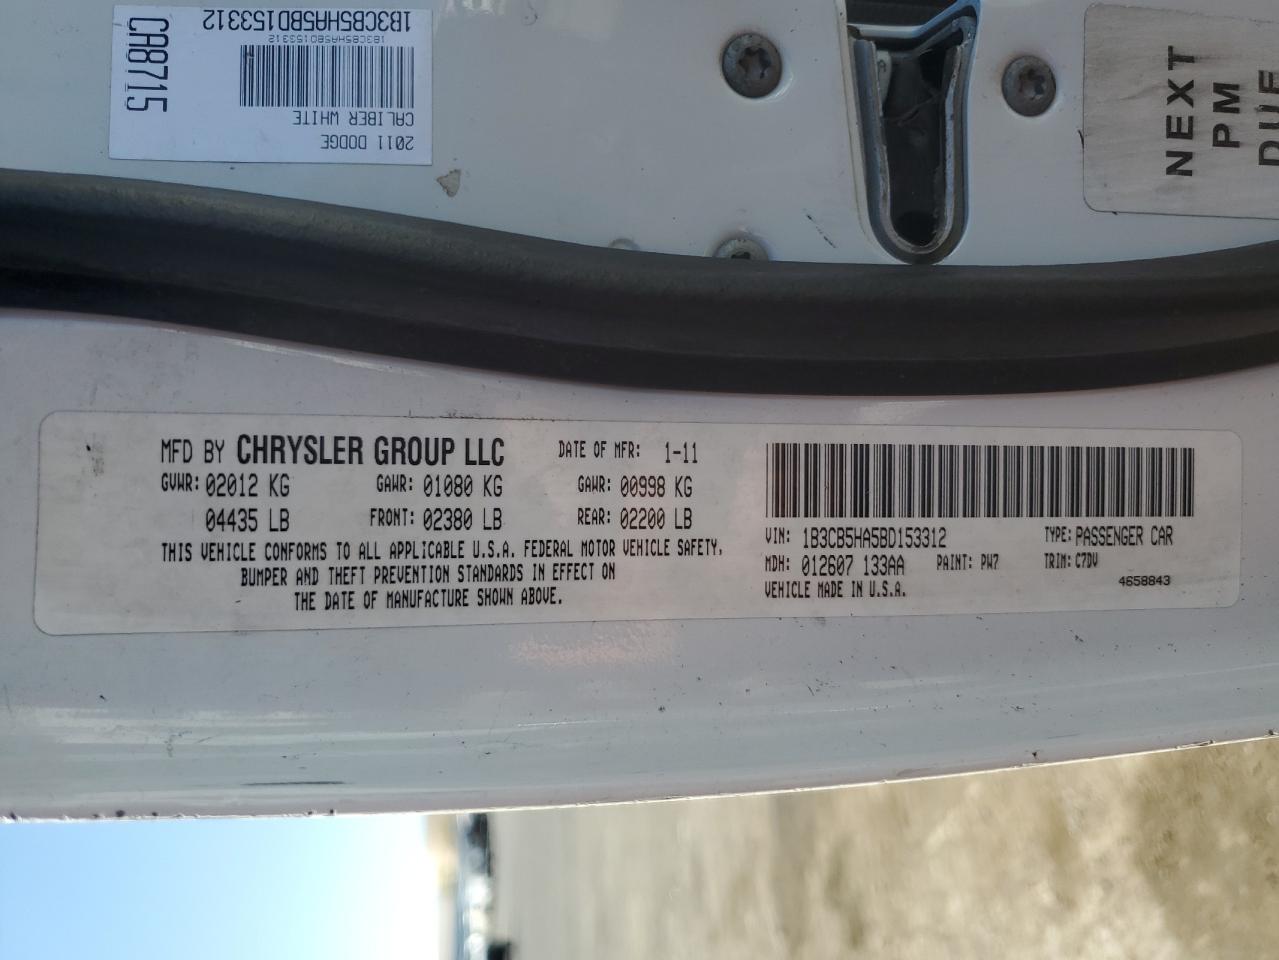 2011 DODGE
CALIBER WHITE
1B3CB5HA5BD153312
1B3CB5HA5BD153312
CA8715
NEXT
PM
DUE
MFD BY CHRYSLER GROUP LLC DATE OF MFR: 1-11
GVWR: 02012 KG GAWR: 01080 KG GAWR: 00998 KG
04435 LB FRONT: 02380 LB REAR: 02200 LB
THIS VEHICLE CONFORMS TO ALL APPLICABLE U.S.A. FEDERAL MOTOR VEHICLE SAFETY,
BUMPER AND THEFT PREVENTION STANDARDS IN EFFECT ON
THE DATE OF MANUFACTURE SHOWN ABOVE.
VIN: 1B3CB5HA5BD153312 TYPE: PASSENGER CAR
MDH: 012607 133AA PAINT: PW7 TRIM: C7DV
VEHICLE MADE IN U.S.A. 4658843